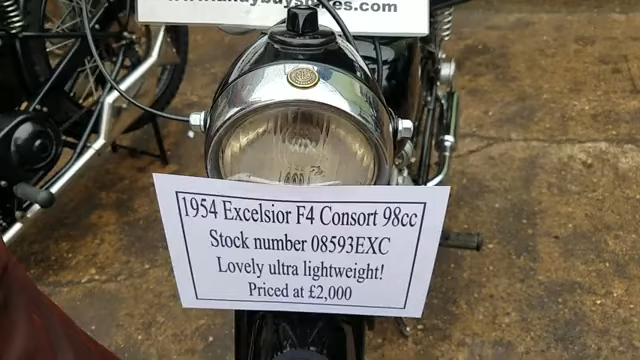 1954 Excelsior F4 Consort 98cc
Stock number 08593EXC
Lovely ultra lightweight!
Priced at £2,000